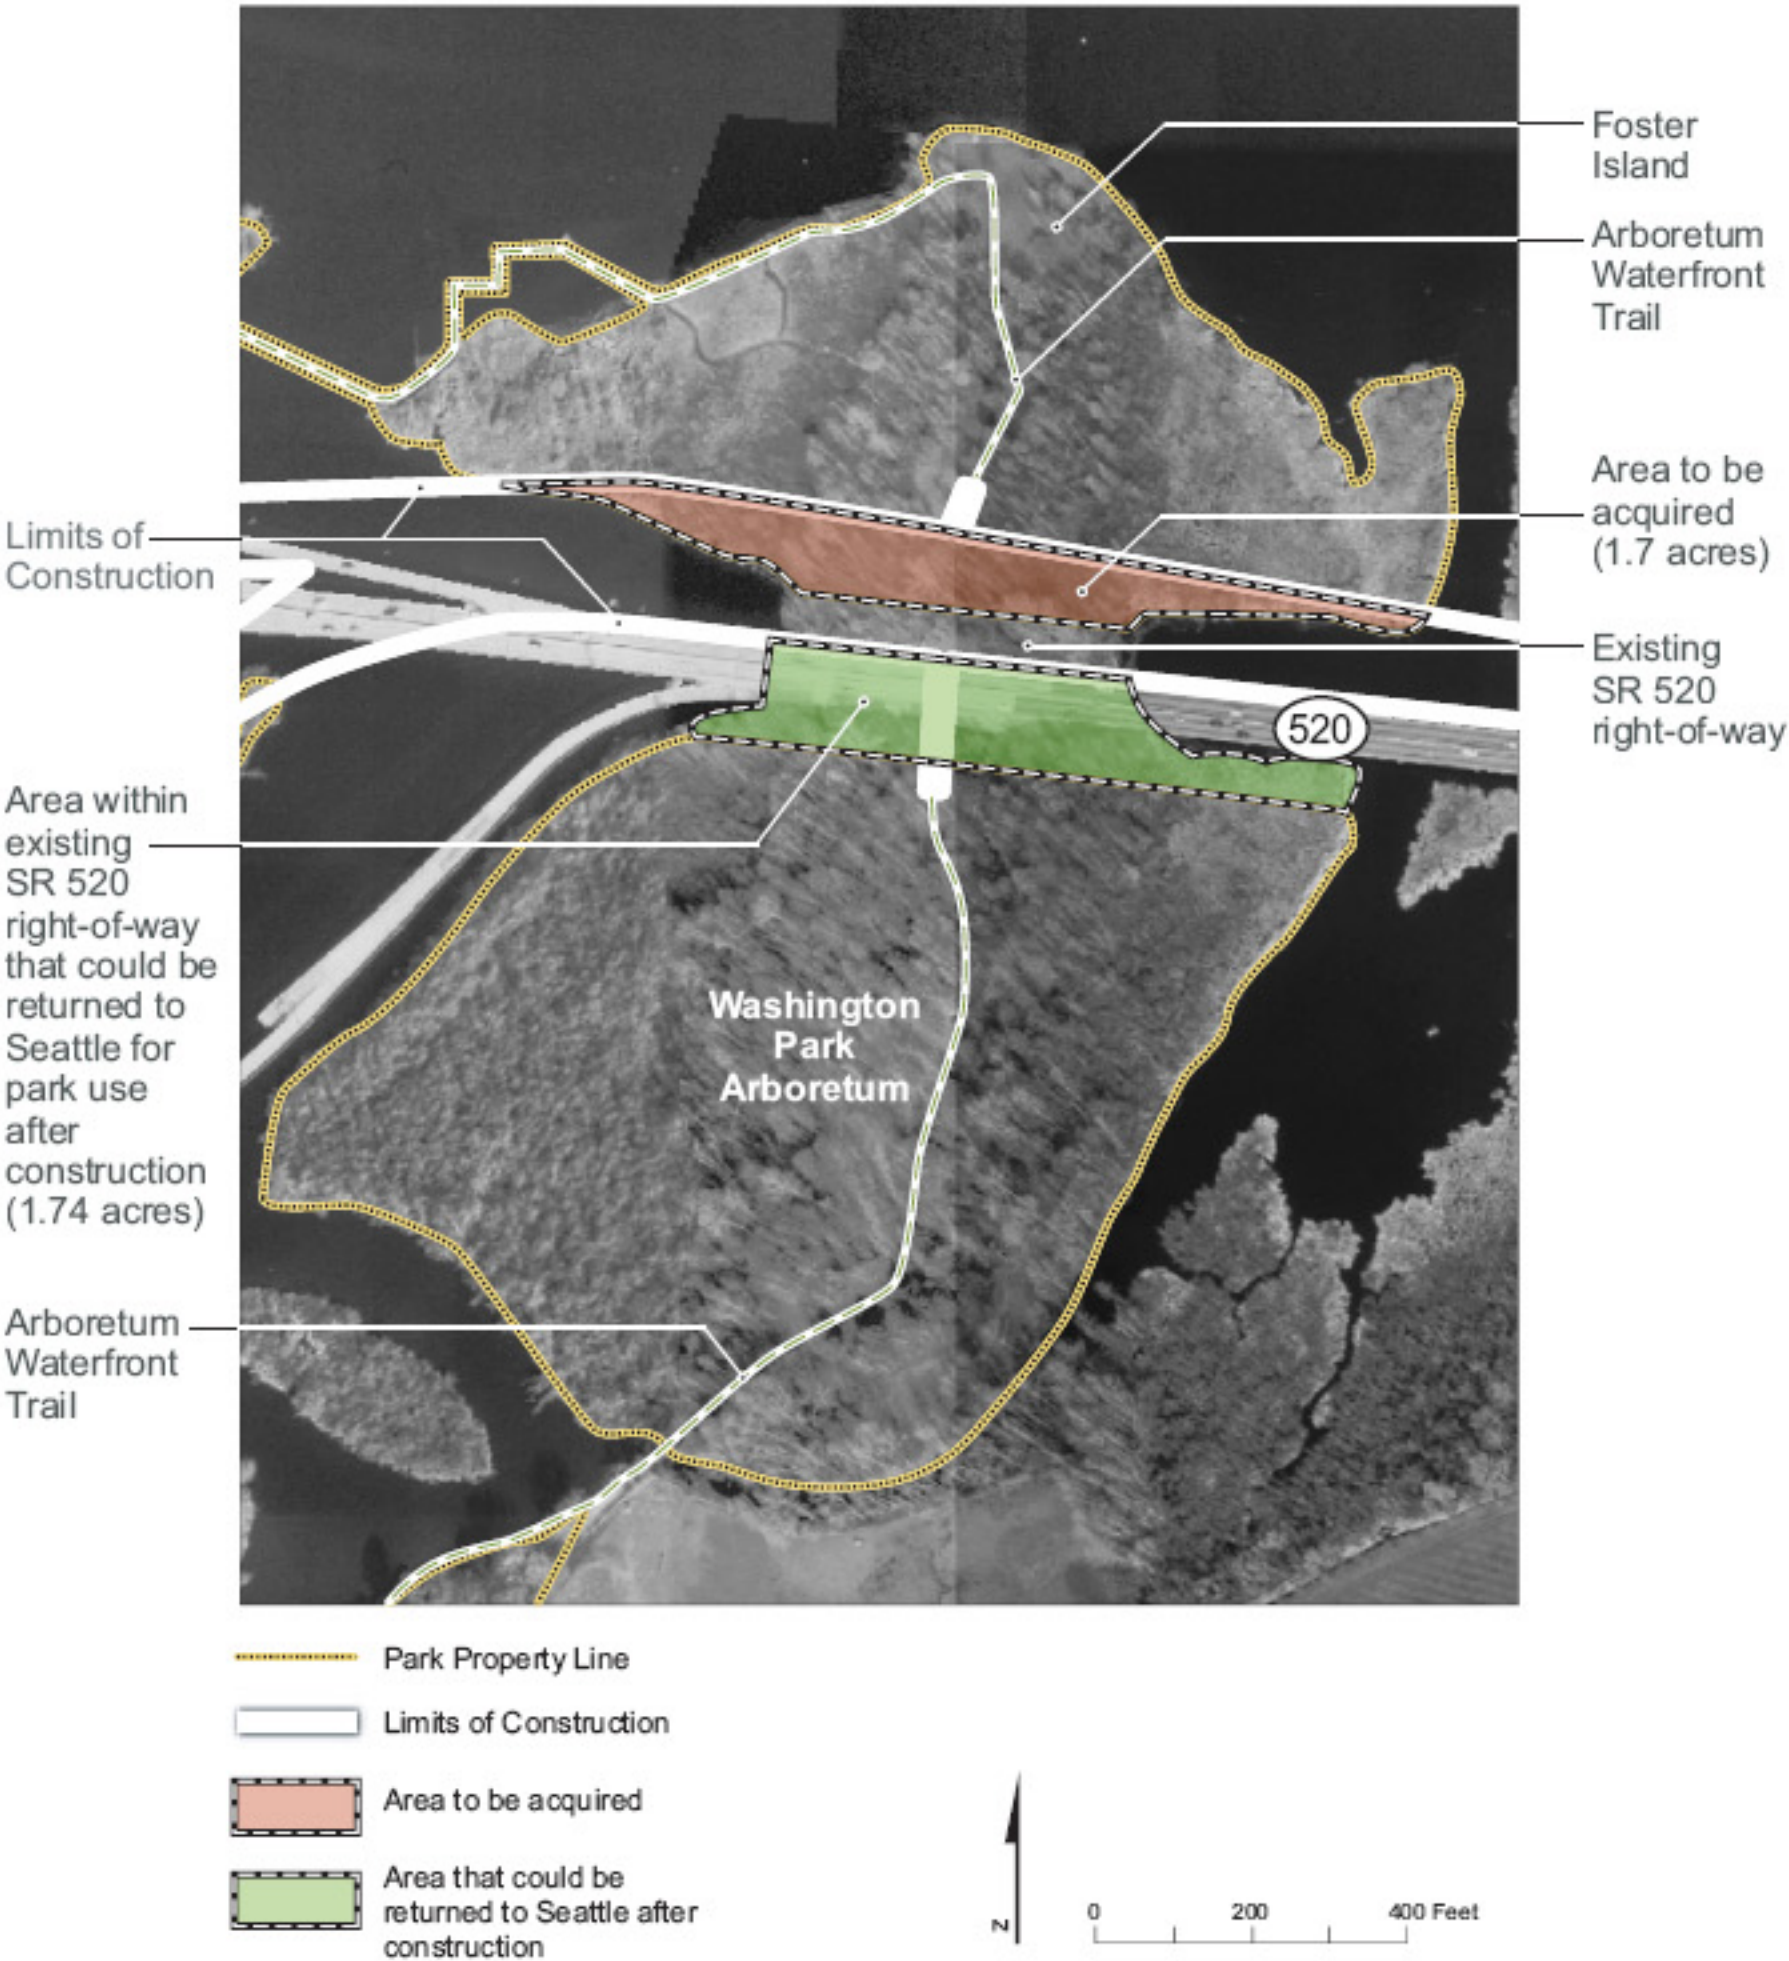 Foster
Island
Arboretum
Waterfront
Trail
Area to be
acquired
(1.7 acres)
Limits of
Construction
Existing
SR 520
right-of-way
520
Area within
existing
SR 520
right-of-way
that could be
returned to
Seattle for
park use
after
construction
(1.74 acres)
Washington
Park
Arboretum
Arboretum
Waterfront
Trail
Park Property Line
Limits of Construction
Area to be acquired
Area that could be
returned to Seattle after
construction
N
0 200 400 Feet